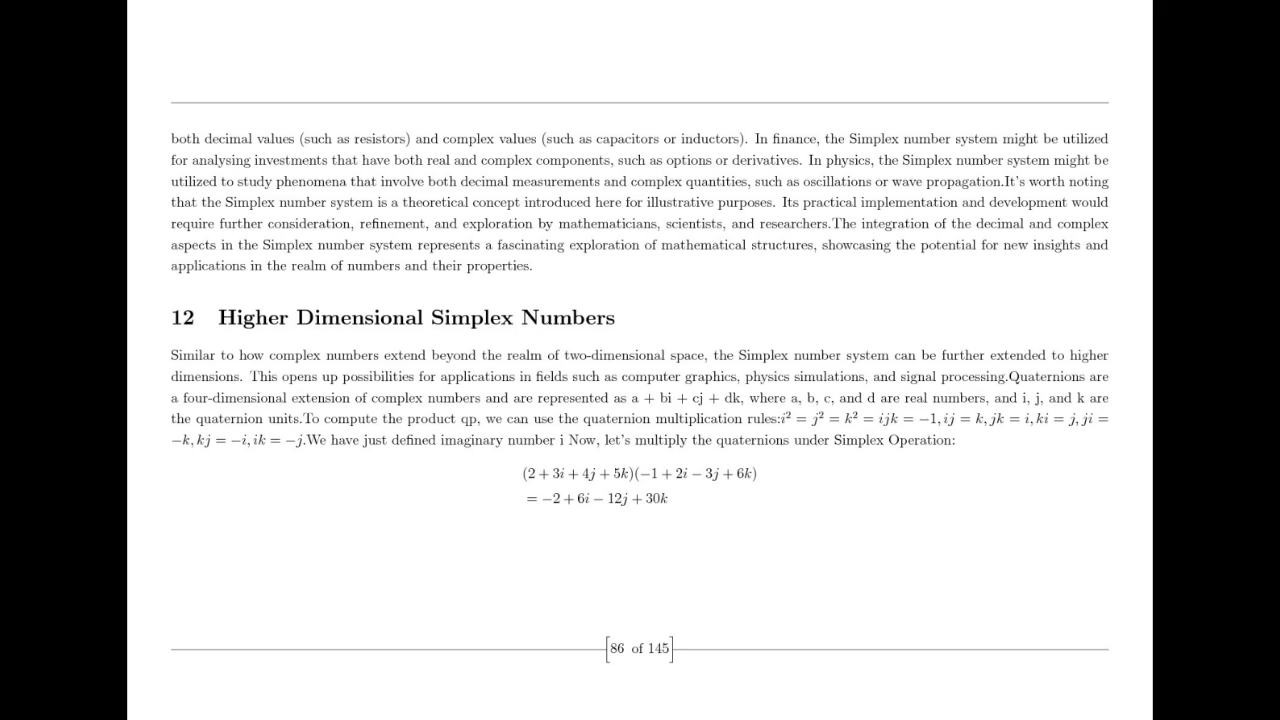 both decimal values (such as resistors) and complex values (such as capacitors or inductors). In finance, the Simplex number system might be utilized
for analysing investments that have both real and complex components, such as options or derivatives. In physics, the Simplex number system might be
utilized to study phenomena that involve both decimal measurements and complex quantities, such as oscillations or wave propagation.It's worth noting
that the Simplex number system is a theoretical concept introduced here for illustrative purposes. Its practical implementation and development would
require further consideration, refinement, and exploration by mathematicians, scientists, and researchers.The integration of the decimal and complex
aspects in the Simplex number system represents a fascinating exploration of mathematical structures, showcasing the potential for new insights and
applications in the realm of numbers and their properties.
12 Higher Dimensional Simplex Numbers
Similar to how complex numbers extend beyond the realm of two-dimensional space, the Simplex number system can be further extended to higher
dimensions. This opens up possibilities for applications in fields such as computer graphics, physics simulations, and signal processing.Quaternions are
a four-dimensional extension of complex numbers and are represented as a + bi + cj + dk, where a, b, c, and d are real numbers, and i, j, and k are
the quaternion units.To compute the product qp, we can use the quaternion multiplication rules:i² = j² = k² = ijk = −1, ij = k, jk = i, ki = j, ji =
−k, kj = −i, ik = −j.We have just defined imaginary number i Now, let's multiply the quaternions under Simplex Operation:
(2 + 3i + 4j + 5k)(−1 + 2i − 3j + 6k)
= −2 + 6i − 12j + 30k
86 of 145